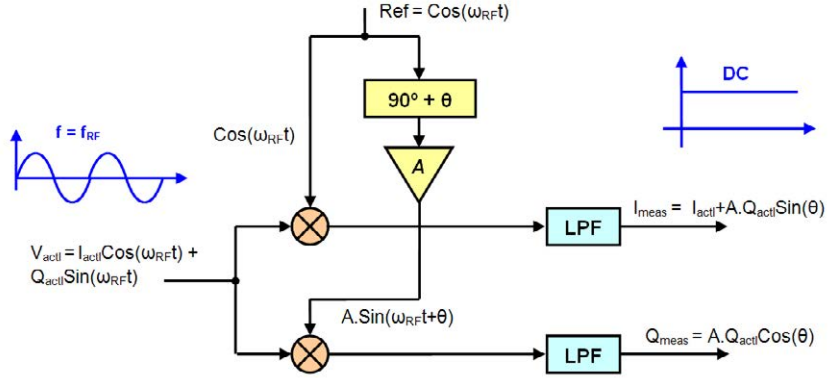 Ref = Cos(ωRFt)
DC
90º + θ
f = fRF
Cos(ωRFt)
A
Imeas = Iactl+A.QactlSin(θ)
LPF
Vactl = IactlCos(ωRFt) +
QactlSin(ωRFt)
A.Sin(ωRFt+θ)
Qmeas = A.QactlCos(θ)
LPF